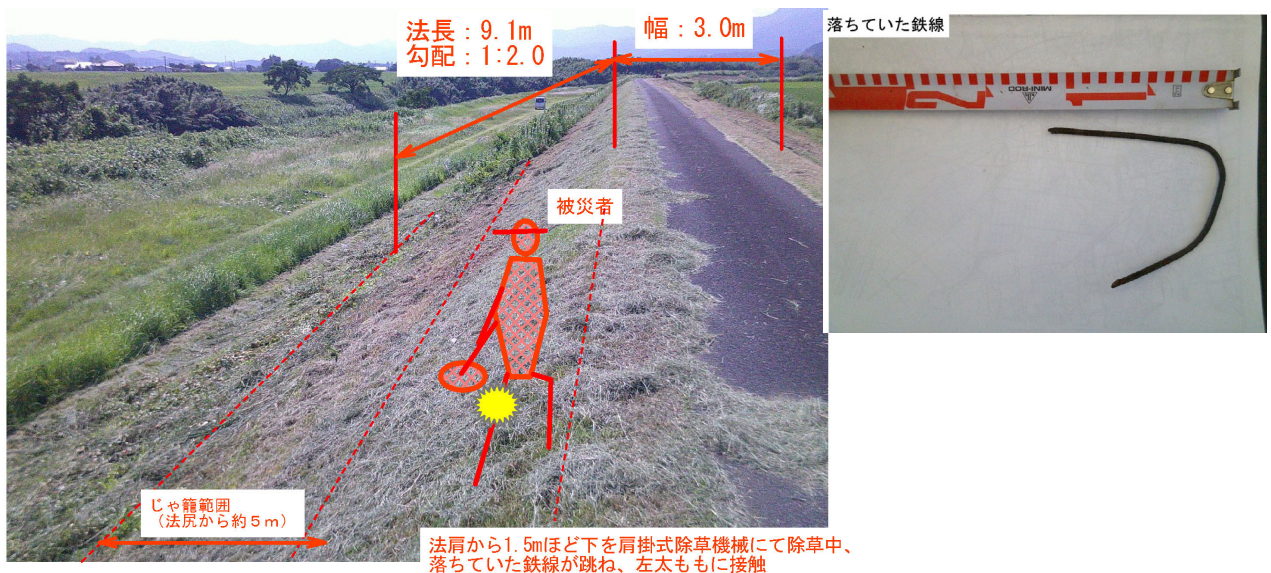 法長：9.1m
勾配：1:2.0
幅：3.0m
落ちていた鉄線
MINI-ROD
1
2
被災者
じゃ籠範囲
（法尻から約５ｍ）
法肩から1.5mほど下を肩掛式除草機械にて除草中、
落ちていた鉄線が跳ね、左太ももに接触